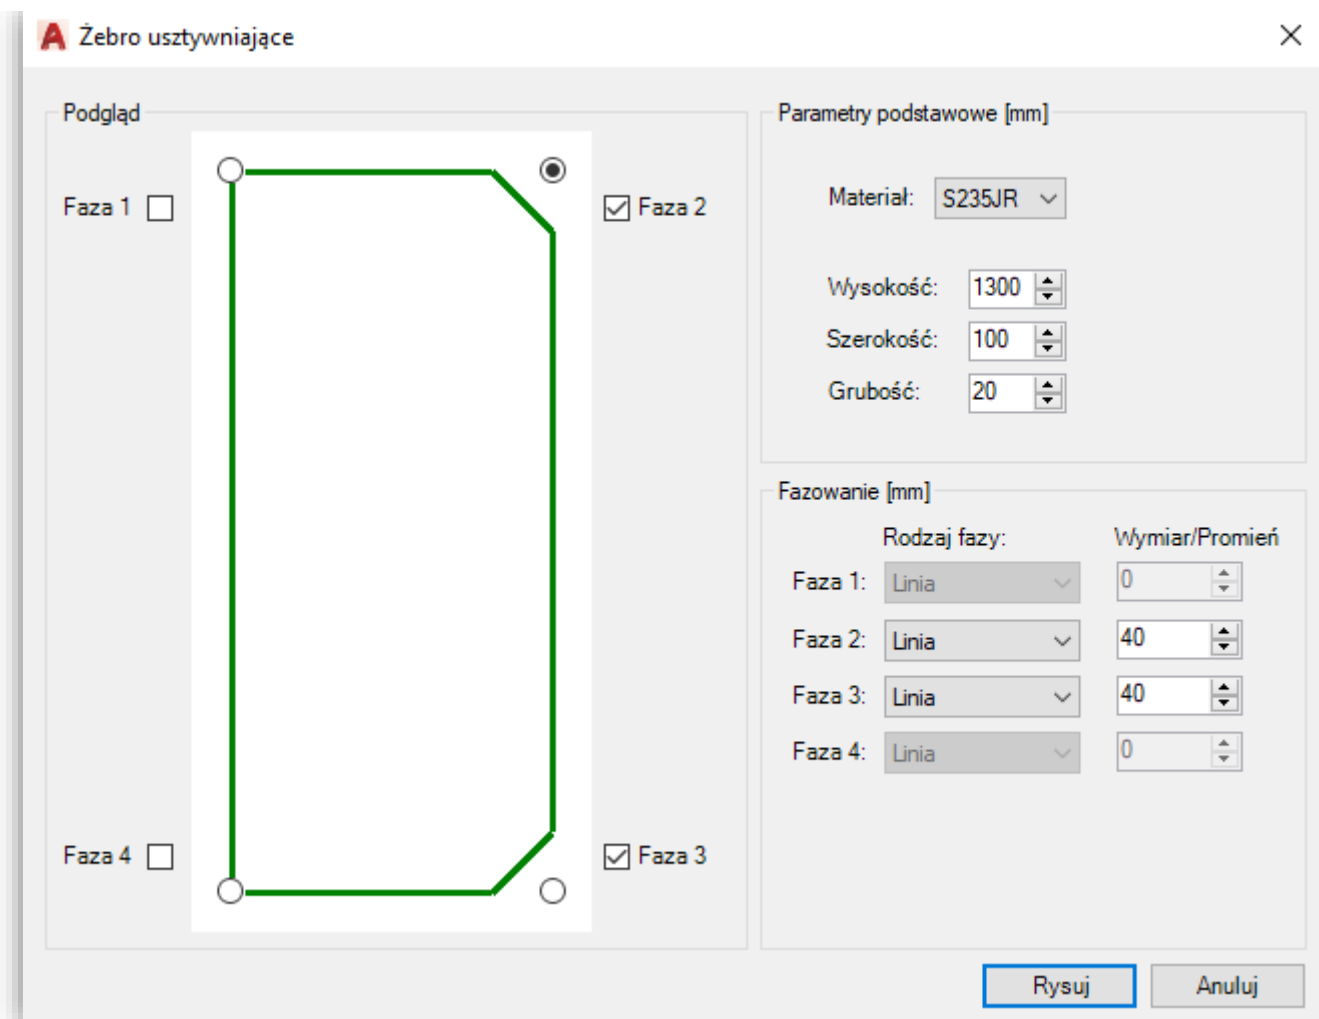 Żebro usztywniające
Podgląd
Faza 1
Faza 2
Faza 4
Faza 3
Parametry podstawowe [mm]
Materiał: S235JR
Wysokość: 1300
Szerokość: 100
Grubość: 20
Fazowanie [mm]
Rodzaj fazy: Wymiar/Promień
Faza 1: Linia 0
Faza 2: Linia 40
Faza 3: Linia 40
Faza 4: Linia 0
Rysuj Anuluj